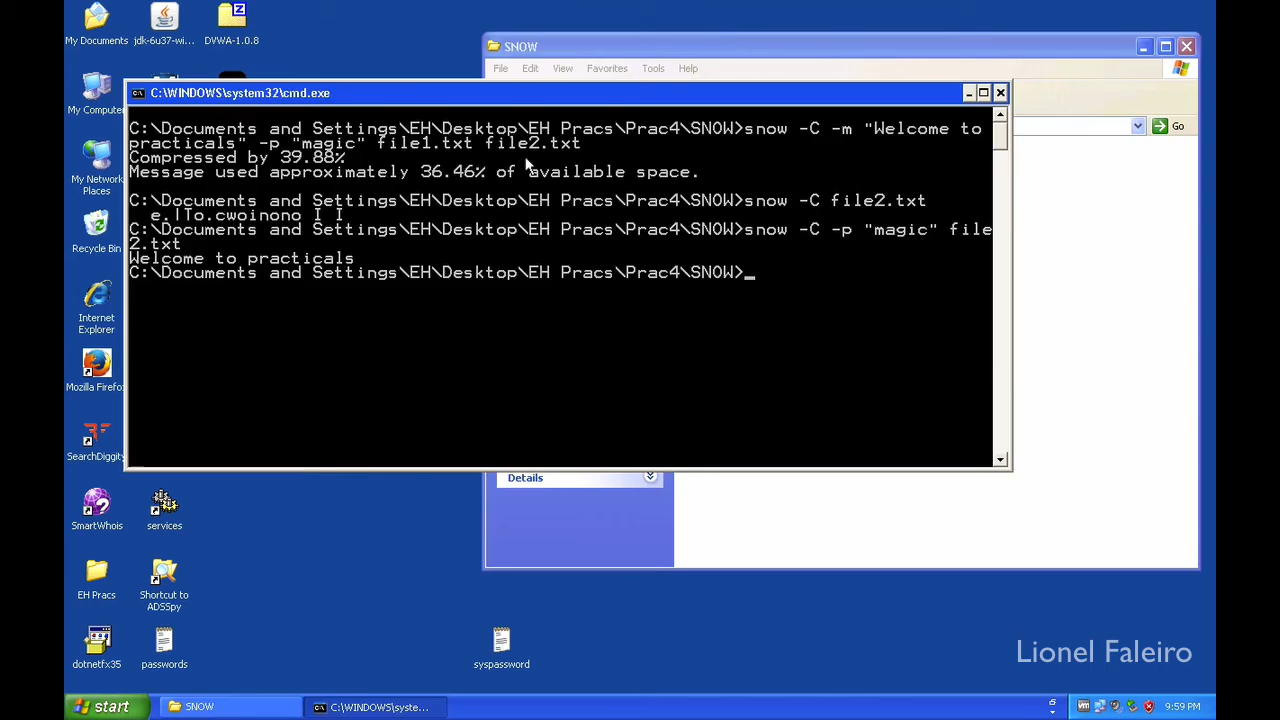 My Documents
jdk-6u37-wi...
DVWA-1.0.8
SNOW
File Edit View Favorites Tools Help
My Computer
C:\WINDOWS\system32\cmd.exe
Go
C:\Documents and Settings\EH\Desktop\EH Pracs\Prac4\SNOW>snow -C -m "Welcome to
practicals" -p "magic" file1.txt file2.txt
Compressed by 39.88%
Message used approximately 36.46% of available space.
C:\Documents and Settings\EH\Desktop\EH Pracs\Prac4\SNOW>snow -C file2.txt
e.|To.cwoinono I I
C:\Documents and Settings\EH\Desktop\EH Pracs\Prac4\SNOW>snow -C -p "magic" file
2.txt
Welcome to practicals
C:\Documents and Settings\EH\Desktop\EH Pracs\Prac4\SNOW>_
My Network
Places
Recycle Bin
Internet
Explorer
Mozilla Firefox
SearchDiggity
Details
SmartWhois
services
EH Pracs
Shortcut to
ADSSpy
dotnetfx35
passwords
syspassword
Lionel Faleiro
start
SNOW
C:\WINDOWS\syste...
9:59 PM